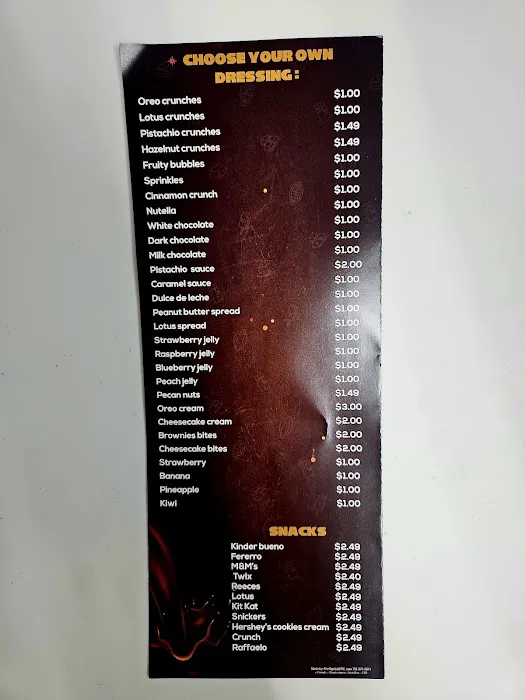 CHOOSE YOUR OWN
DRESSING:
Oreo crunches $1.00
Lotus crunches $1.00
Pistachio crunches $1.49
Hazelnut crunches $1.49
Fruity bubbles $1.00
Sprinkles $1.00
Cinnamon crunch $1.00
Nutella $1.00
White chocolate $1.00
Dark chocolate $1.00
Milk chocolate $1.00
Pistachio sauce $2.00
Caramel sauce $1.00
Dulce de leche $1.00
Peanut butter spread $1.00
Lotus spread $1.00
Strawberry jelly $1.00
Raspberry jelly $1.00
Blueberry jelly $1.00
Peach jelly $1.00
Pecan nuts $1.49
Oreo cream $3.00
Cheesecake cream $2.00
Brownies bites $2.00
Cheesecake bites $2.00
Strawberry $1.00
Banana $1.00
Pineapple $1.00
Kiwi $1.00
SNACKS
Kinder bueno $2.49
Fererro $2.49
M&M's $2.49
Twix $2.40
Reeces $2.49
Lotus $2,49
Kit Kat $2.49
Snickers $2.49
Hershey's cookies cream $2.49
Crunch $2.49
Raffaelo $2.49